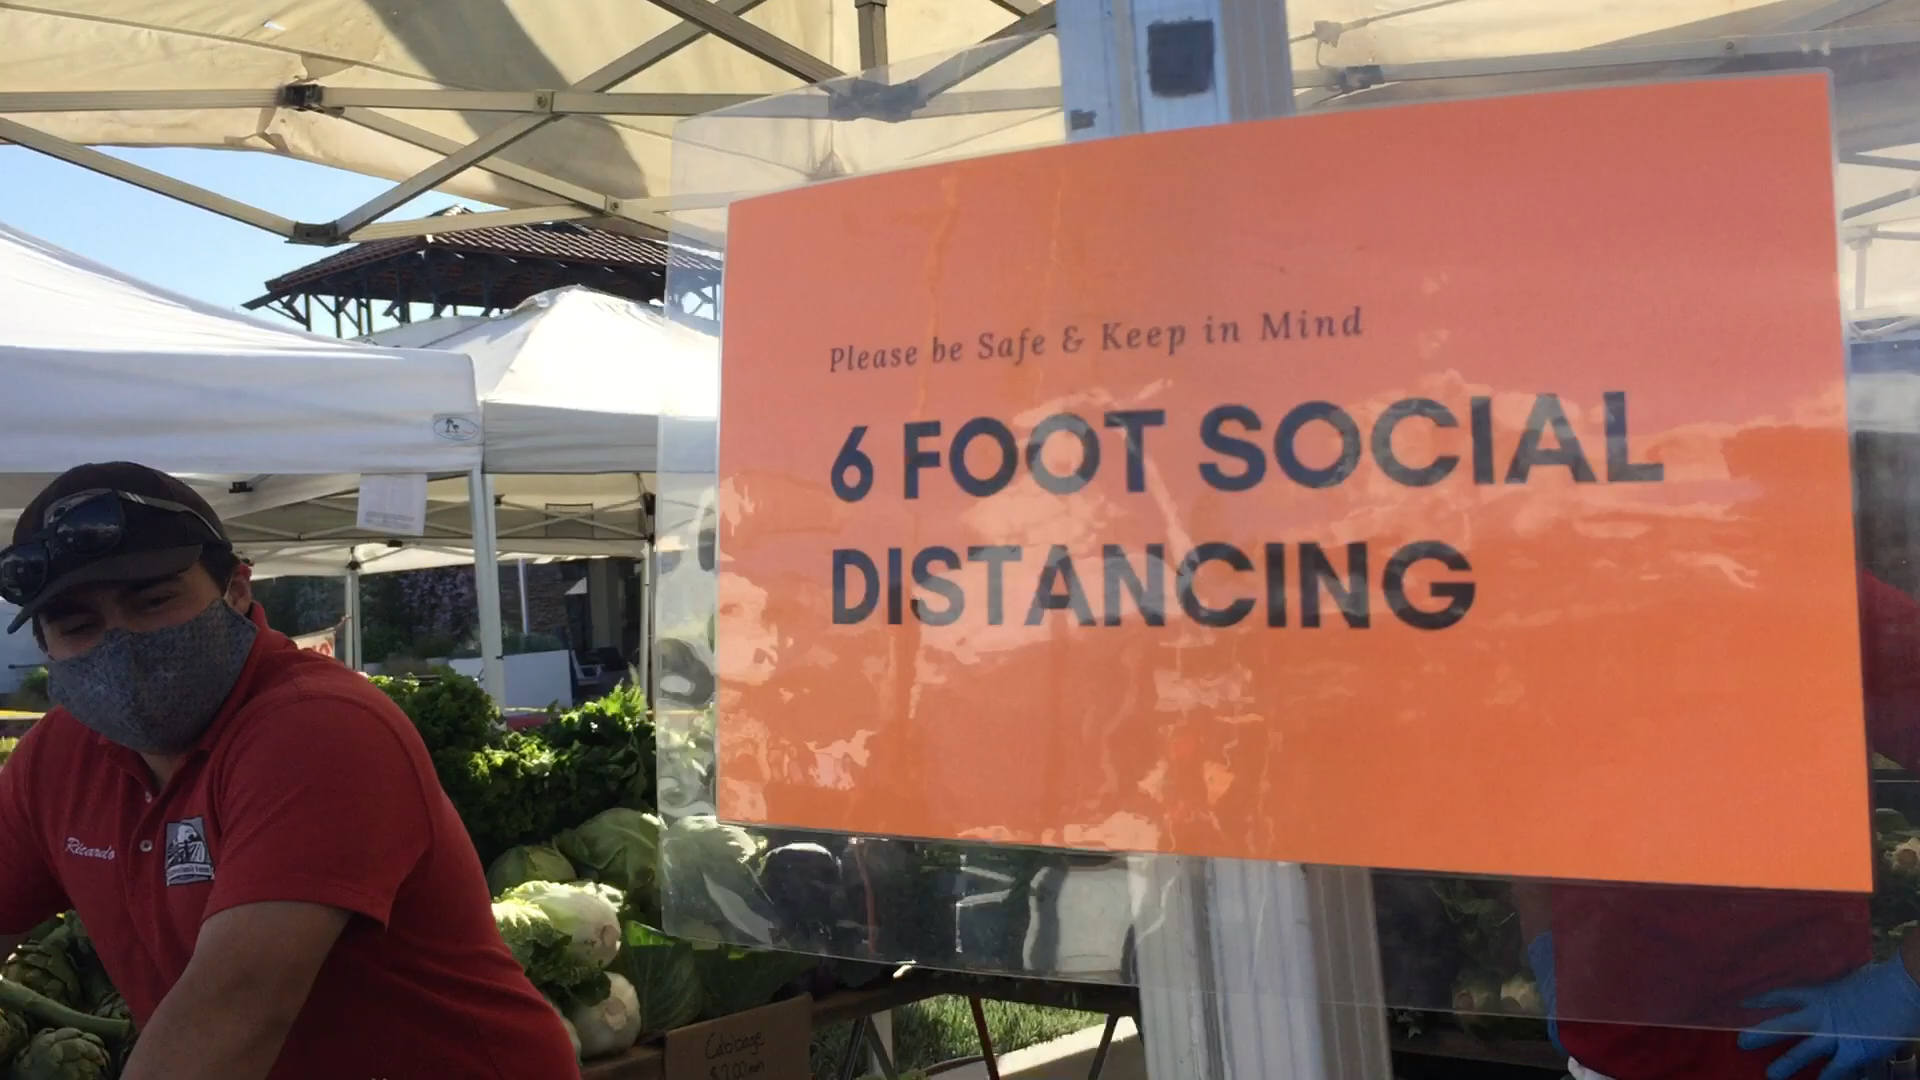 Please be Safe & Keep in Mind
6 FOOT SOCIAL
DISTANCING
Ricardo
Cabbage